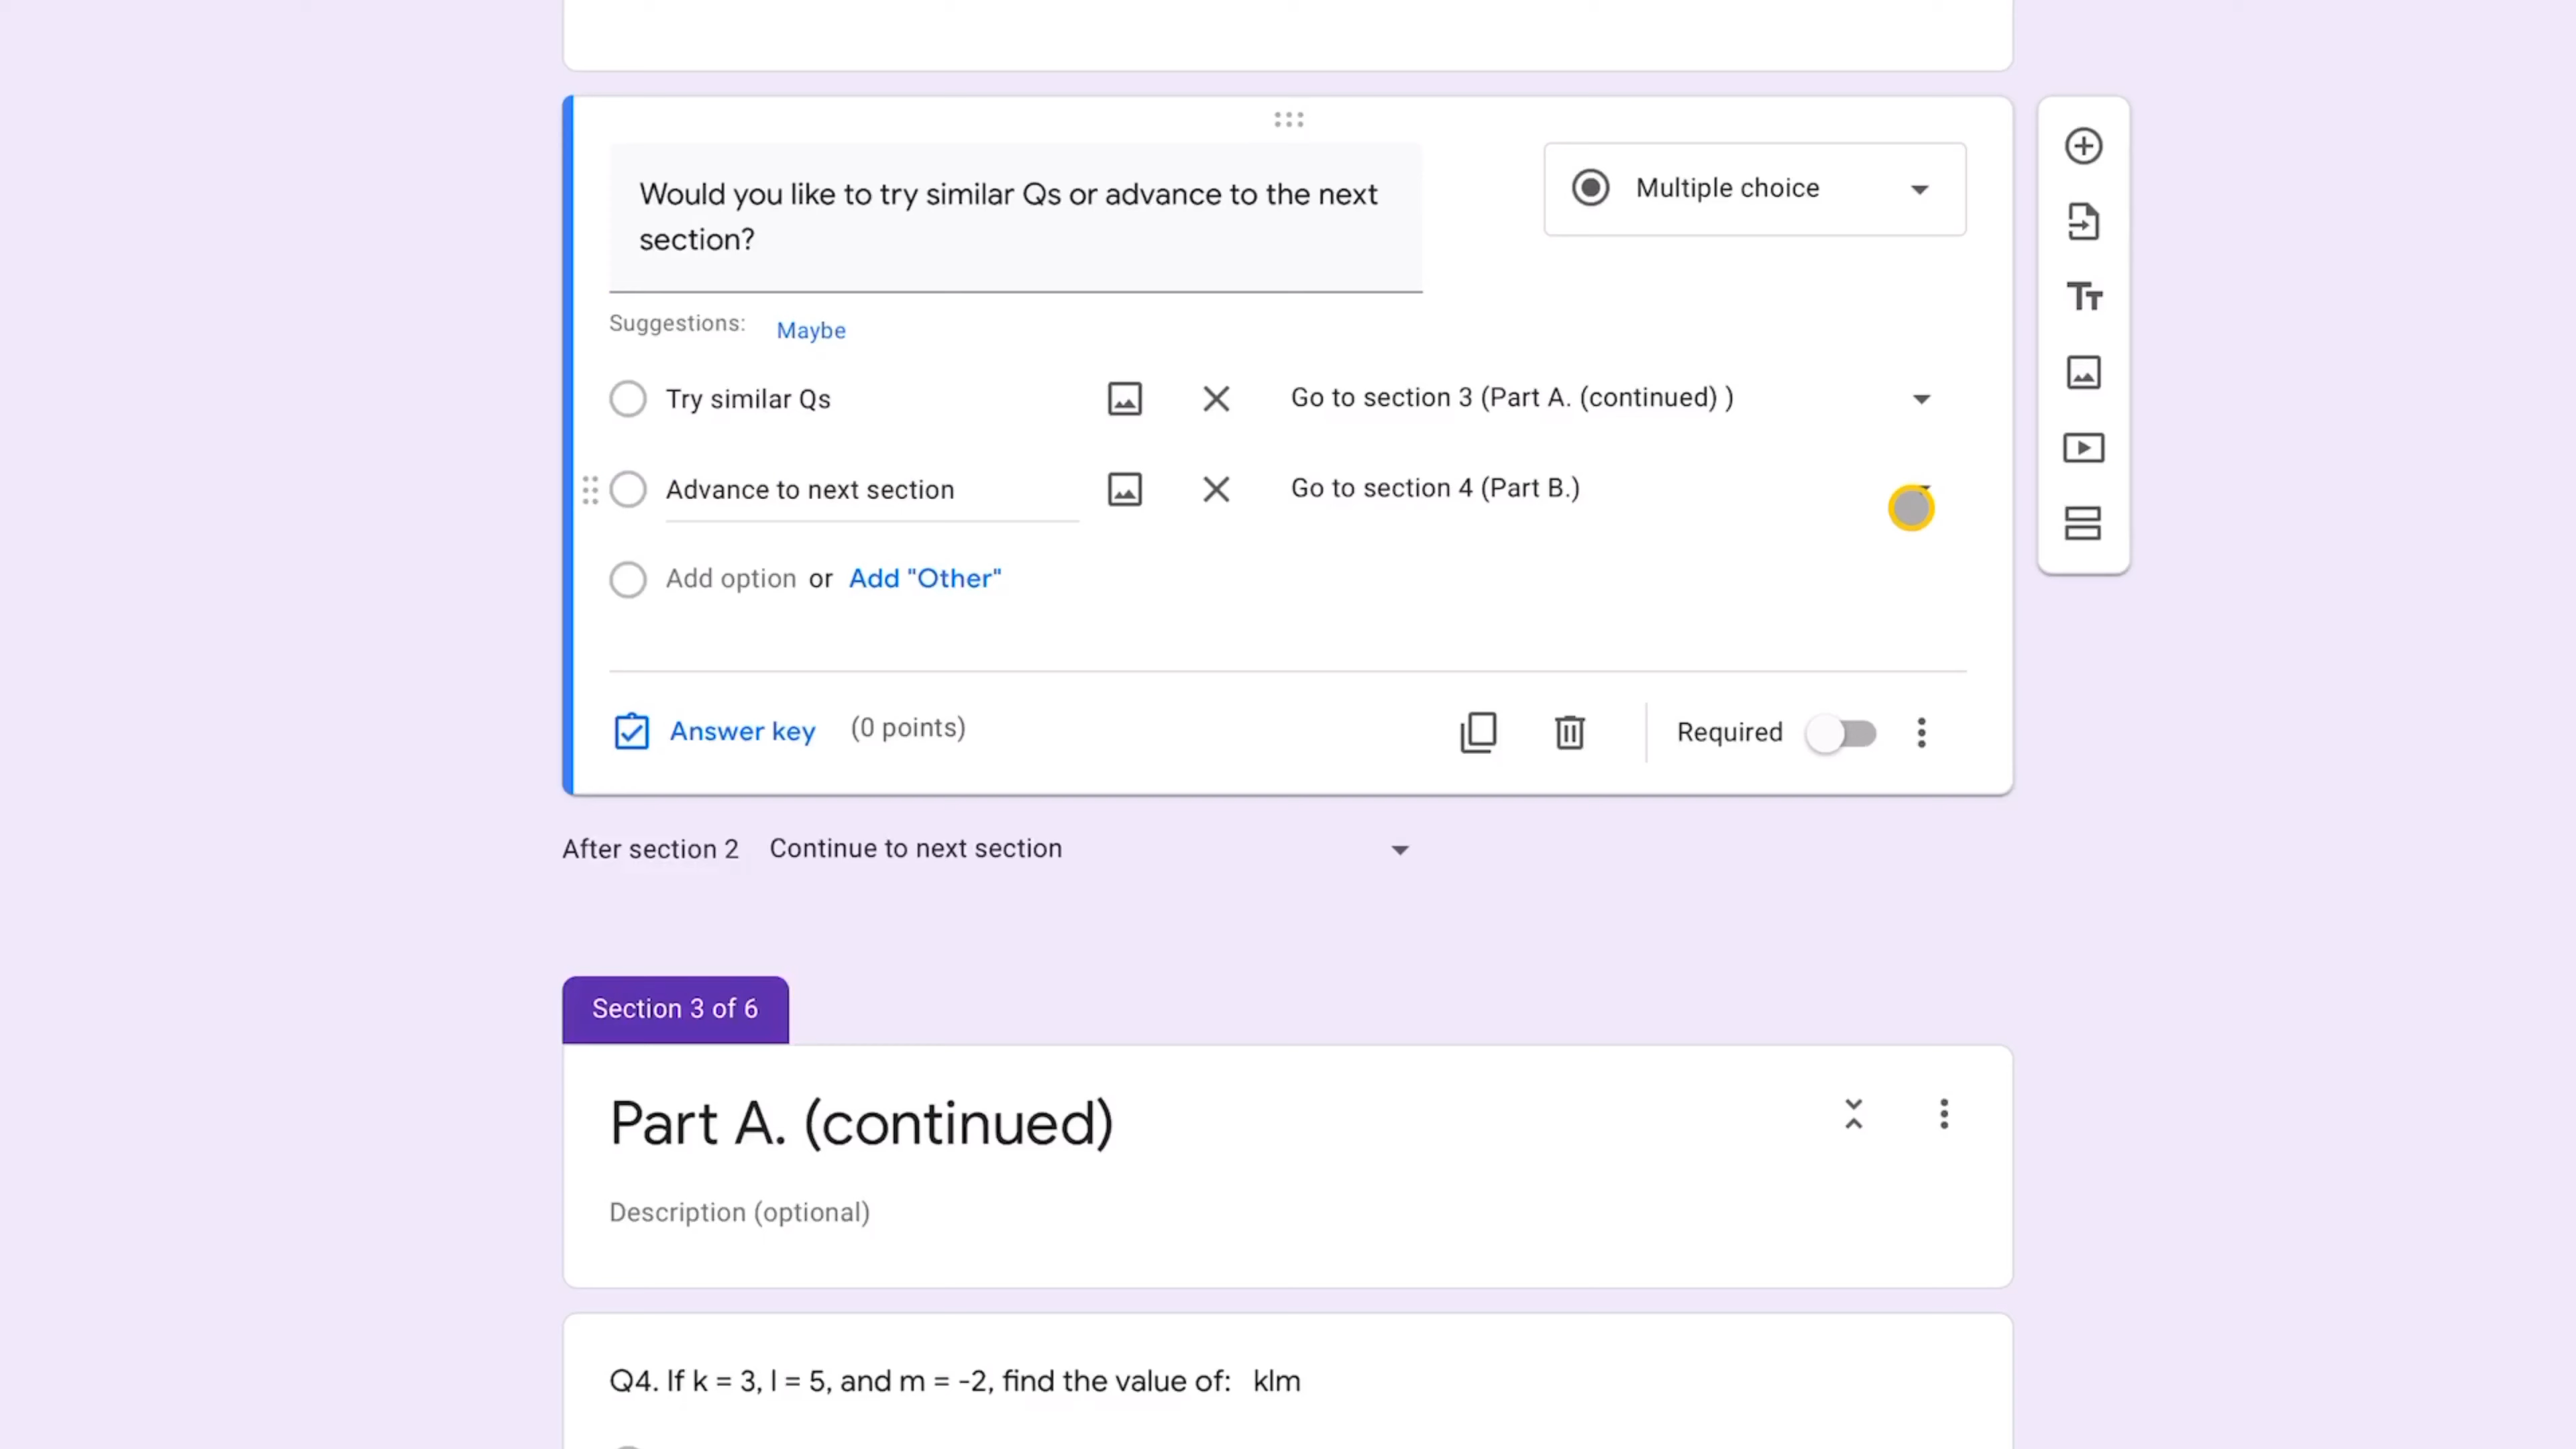 Would you like to try similar Qs or advance to the next
section?
Multiple choice
Suggestions: Maybe
Try similar Qs
Go to section 3 (Part A. (continued) )
Advance to next section
Go to section 4 (Part B.)
Add option or Add "Other"
Answer key (0 points)
Required
After section 2 Continue to next section
Section 3 of 6
Part A. (continued)
Description (optional)
Q4. If k = 3, l = 5, and m = -2, find the value of: klm